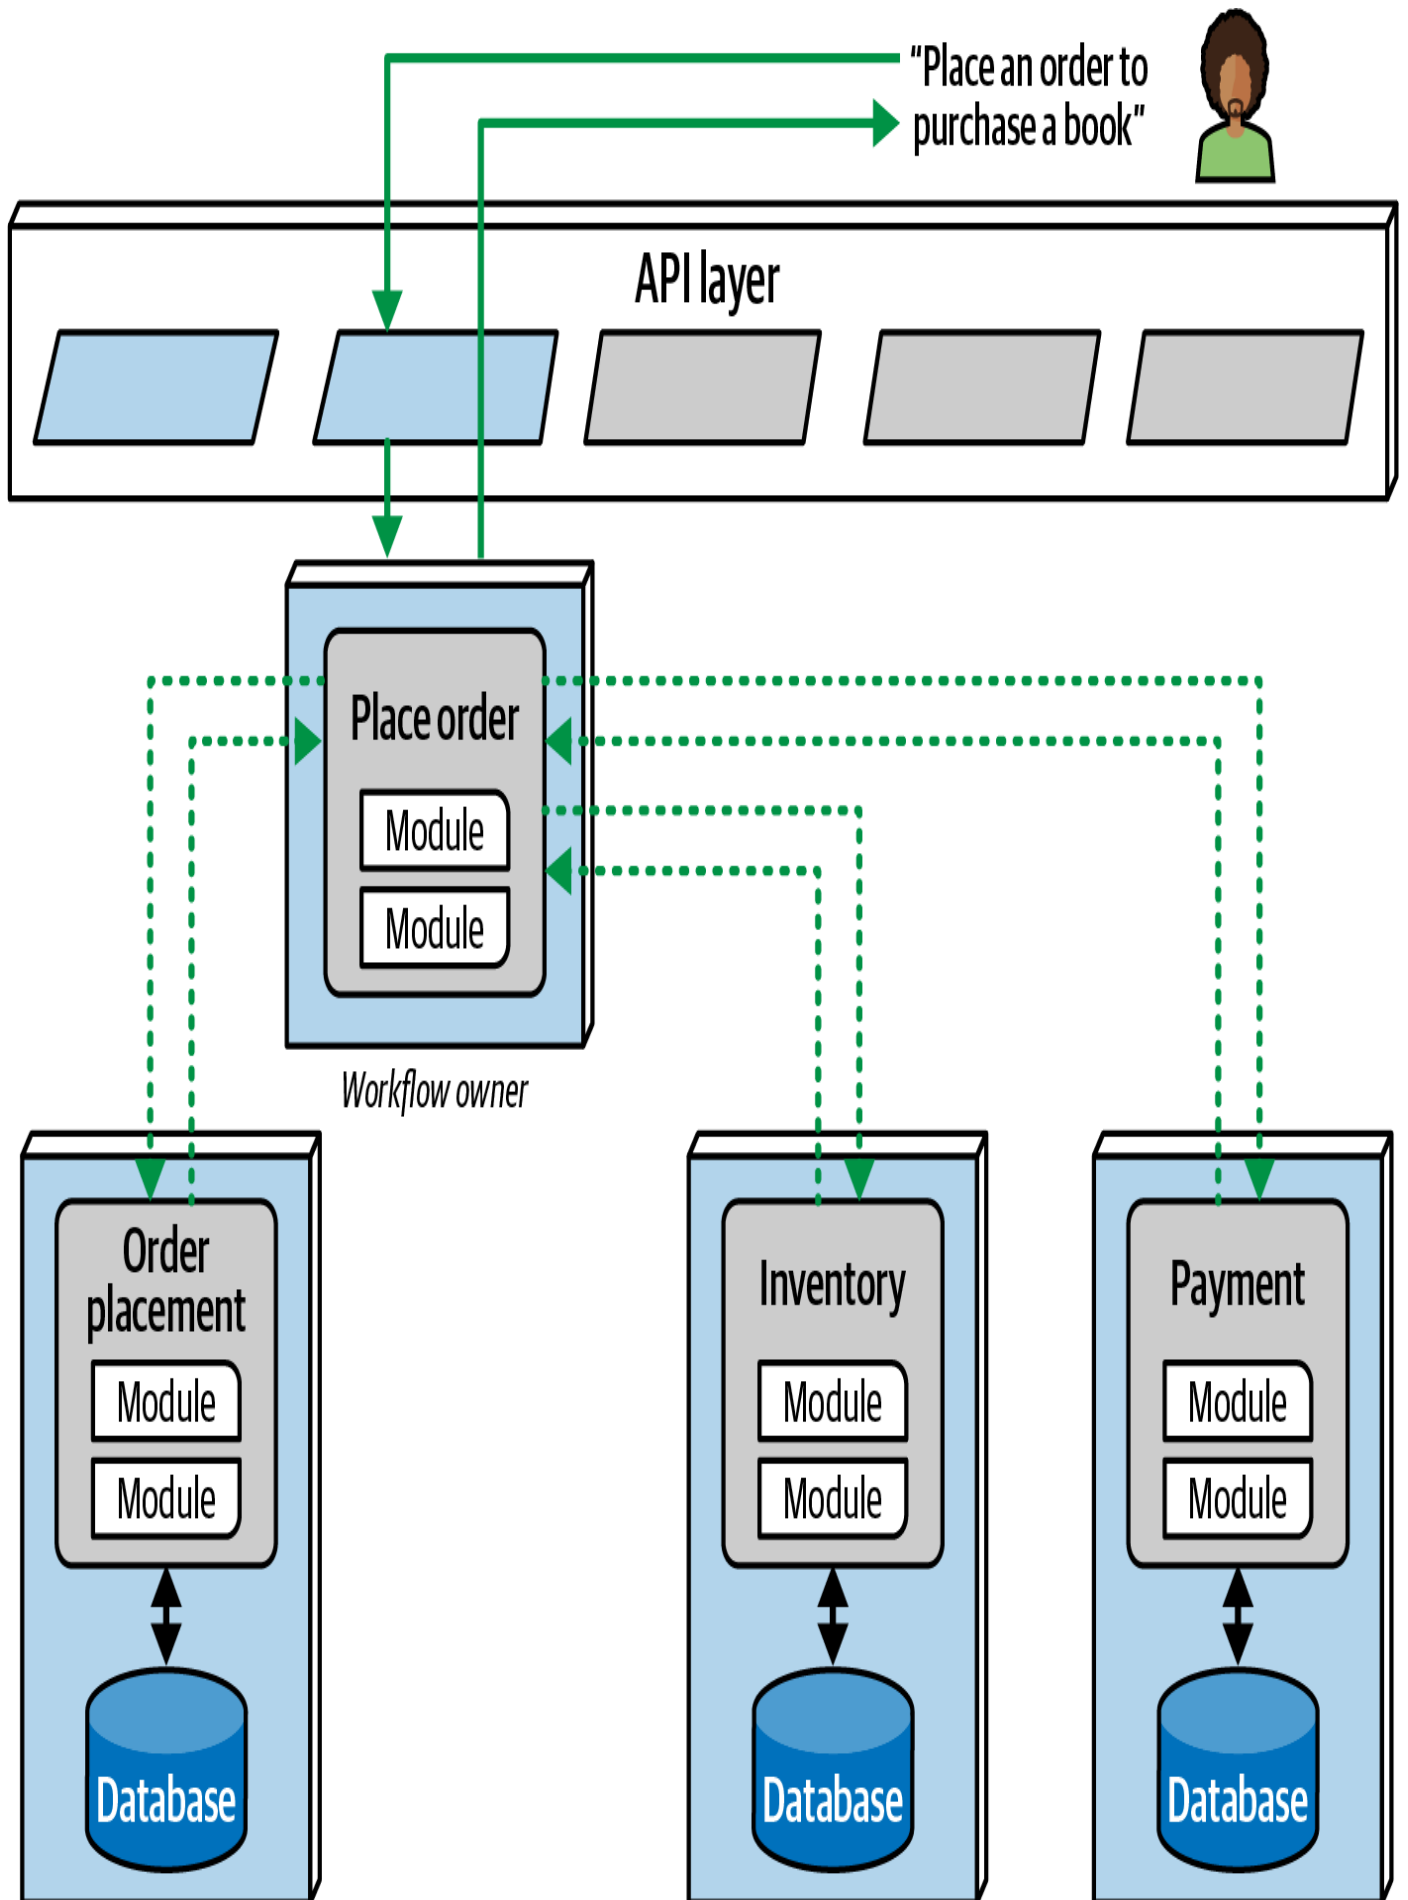 “Place an order to
purchase a book”
API layer
Place order
Module
Module
Workflow owner
Order
placement
Module
Module
Database
Inventory
Module
Module
Database
Payment
Module
Module
Database